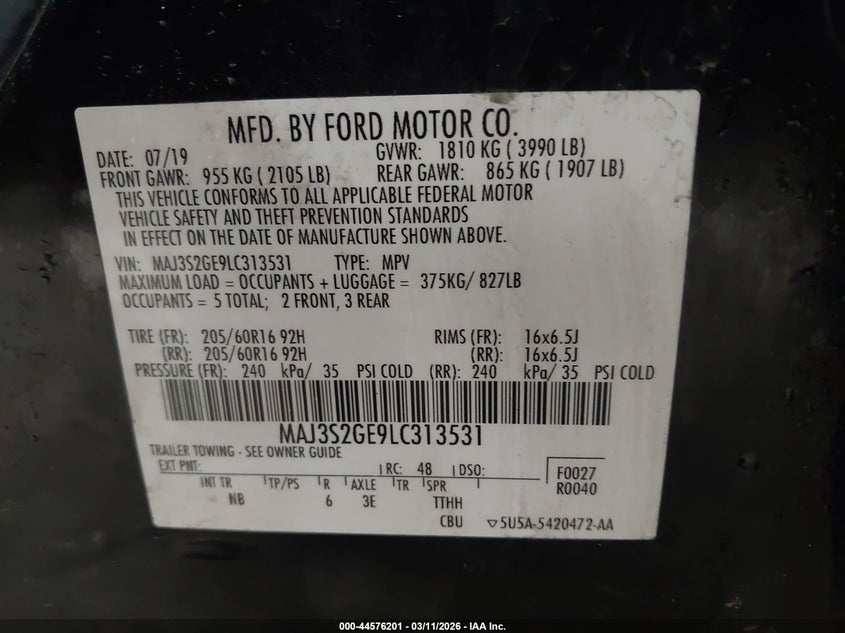 MFD. BY FORD MOTOR CO.
DATE: 07/19 GVWR: 1810 KG ( 3990 LB)
FRONT GAWR: 955 KG ( 2105 LB) REAR GAWR: 865 KG ( 1907 LB)
THIS VEHICLE CONFORMS TO ALL APPLICABLE FEDERAL MOTOR
VEHICLE SAFETY AND THEFT PREVENTION STANDARDS
IN EFFECT ON THE DATE OF MANUFACTURE SHOWN ABOVE.
VIN: MAJ3S2GE9LC313531 TYPE: MPV
MAXIMUM LOAD = OCCUPANTS + LUGGAGE = 375KG/ 827LB
OCCUPANTS = 5 TOTAL; 2 FRONT, 3 REAR
TIRE (FR): 205/60R16 92H RIMS (FR): 16x6.5J
(RR): 205/60R16 92H (RR): 16x6.5J
PRESSURE (FR): 240 kPa/ 35 PSI COLD (RR): 240 kPa/ 35 PSI COLD
MAJ3S2GE9LC313531
TRAILER TOWING - SEE OWNER GUIDE
EXT PNT: RC: 48 DSO: F0027
INT TR TP/PS R AXLE TR SPR R0040
NB 6 3E TTHH
CBU ▽5U5A-5420472-AA
000-44576201 - 03/11/2026 - IAA Inc.